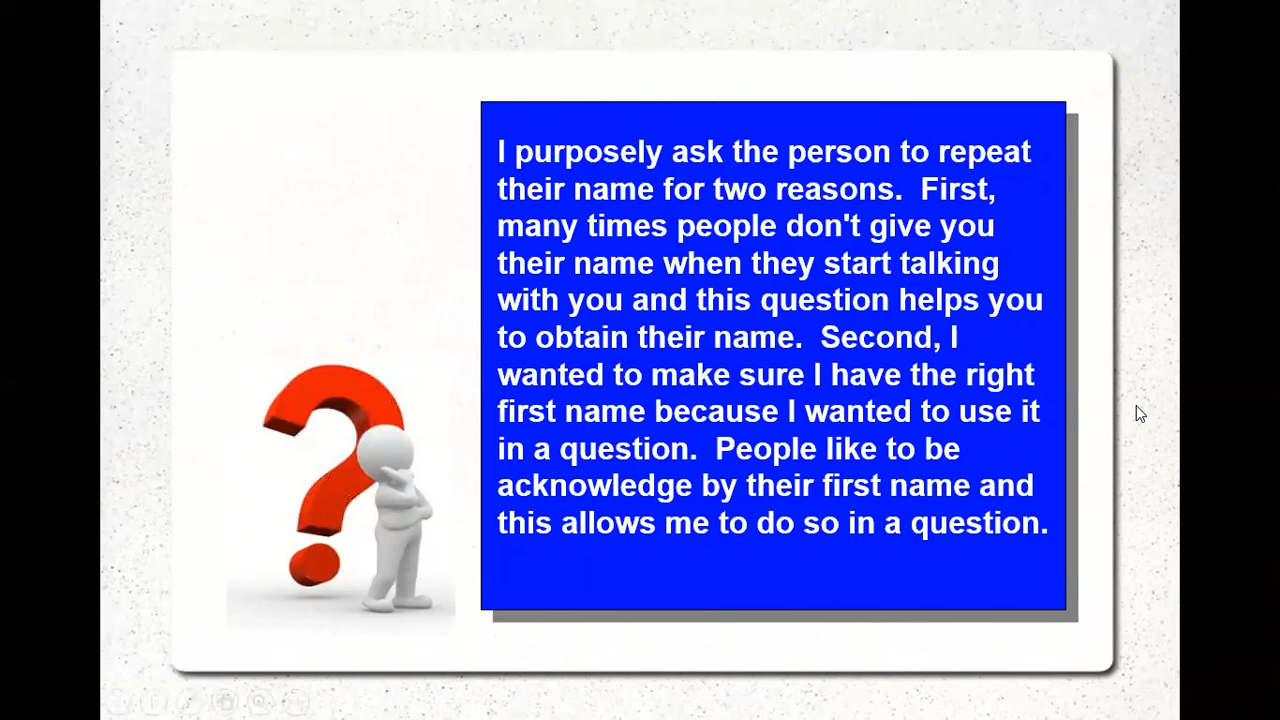 I purposely ask the person to repeat
their name for two reasons.  First,
many times people don't give you
their name when they start talking
with you and this question helps you
to obtain their name.  Second, I
wanted to make sure I have the right
first name because I wanted to use it
in a question.  People like to be
acknowledge by their first name and
this allows me to do so in a question.